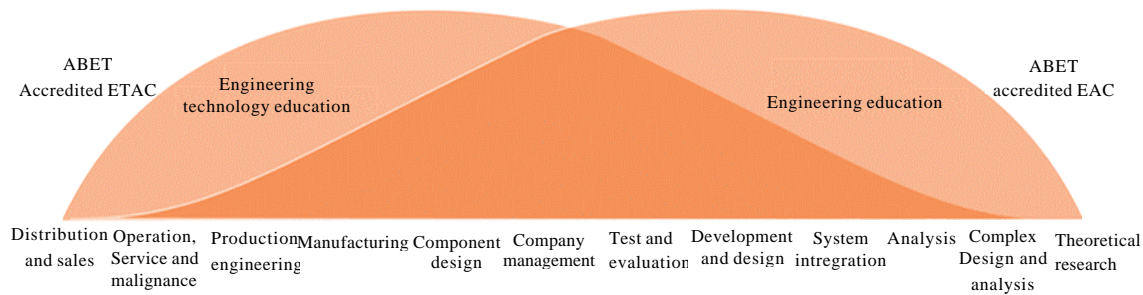 ABET
Accredited ETAC
Engineering
technology education
Engineering education
ABET
accredited EAC
Distribution
and sales
Operation,
Service and
malignance
Production
engineering
Manufacturing
Component
design
Company
management
Test and
evaluation
Development
and design
System
intregration
Analysis
Complex
Design and
analysis
Theoretical
research